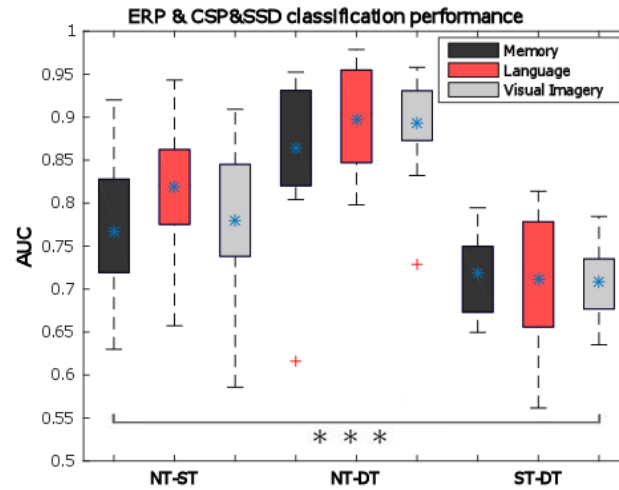 ERP & CSP&SSD classification performance
Memory
Language
Visual Imagery
AUC
1
0.95
0.9
0.85
0.8
0.75
0.7
0.65
0.6
0.55
0.5
* * *
NT-ST NT-DT ST-DT